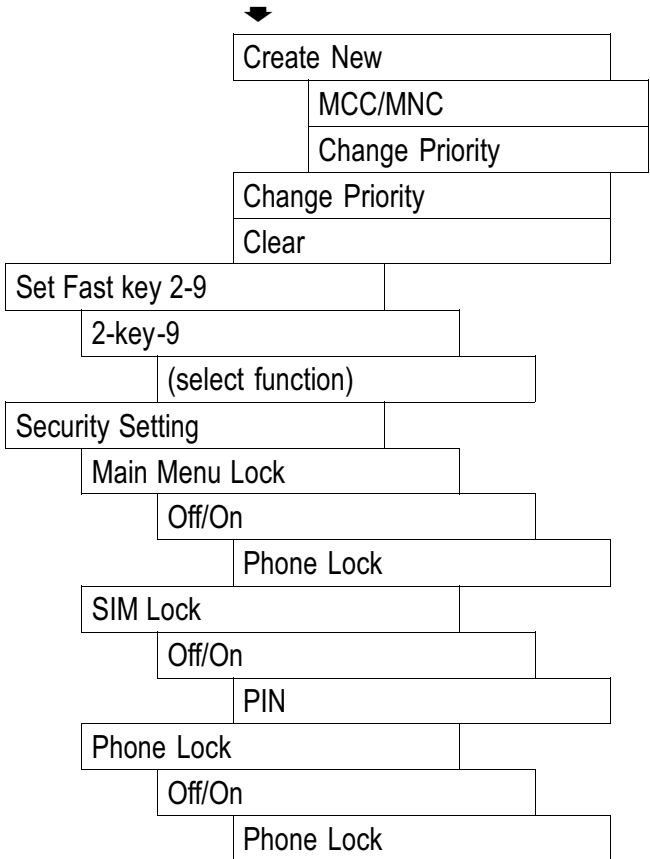 Create New
MCC/MNC
Change Priority
Change Priority
Clear
Set Fast key 2-9
2-key-9
(select function)
Security Setting
Main Menu Lock
Off/On
Phone Lock
SIM Lock
Off/On
PIN
Phone Lock
Off/On
Phone Lock